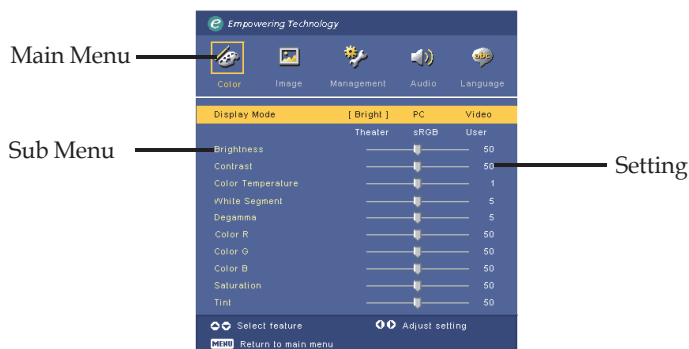 Empowering Technology
Main Menu
Color Image Management Audio Language
Display Mode [ Bright ] PC Video
Theater sRGB User
Sub Menu
Brightness 50
Contrast 50
Setting
Color Temperature 1
White Segment 5
Degamma 5
Color R 50
Color G 50
Color B 50
Saturation 50
Tint 50
Select feature Adjust setting
MENU Return to main menu